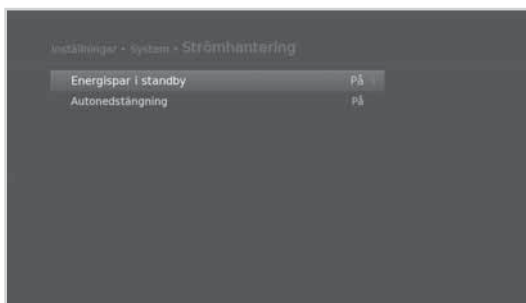 Inställningar • System • Strömhantering
Energispar i standby På
Autonedstängning På